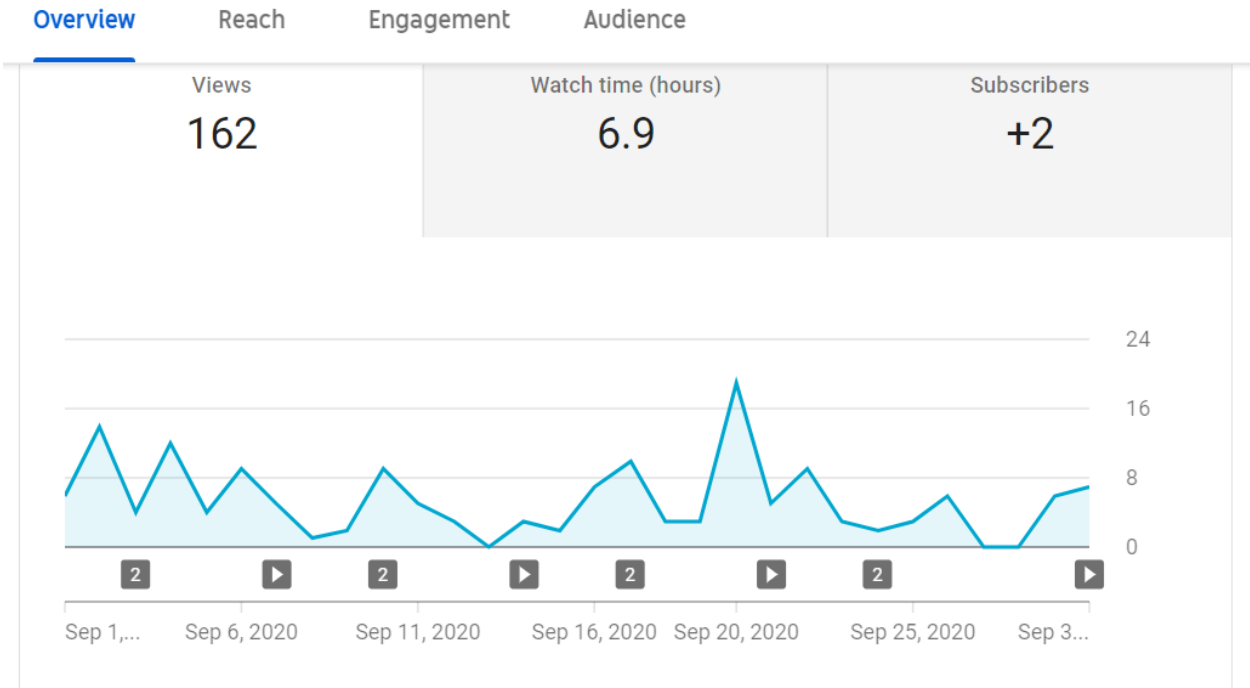 Overview Reach Engagement Audience
Views Watch time (hours) Subscribers
162 6.9 +2
24
16
8
0
2 2 2 2
Sep 1,... Sep 6, 2020 Sep 11, 2020 Sep 16, 2020 Sep 20, 2020 Sep 25, 2020 Sep 3...